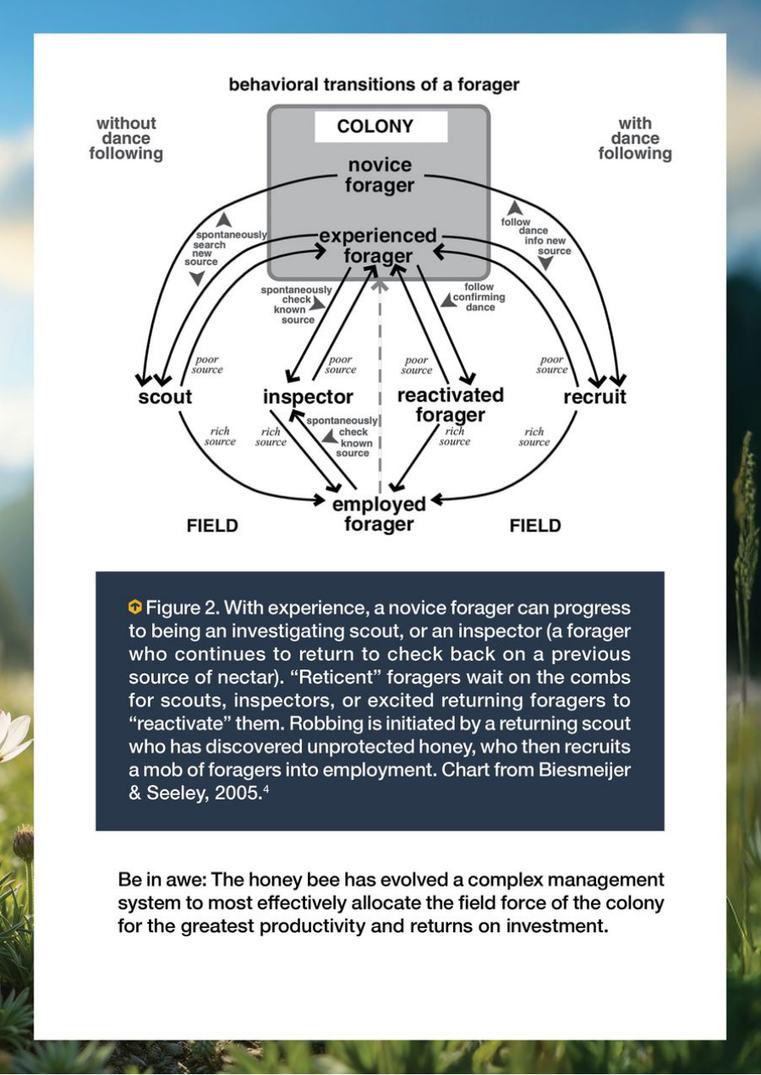 behavioral transitions of a forager
without
dance
following
COLONY
with
dance
following
novice
forager
experienced
forager
spontaneously
search
new
source
follow
dance
info new
source
spontaneously
check
known
source
follow
confirming
dance
poor
source
poor
source
poor
source
poor
source
scout
inspector
reactivated
forager
recruit
rich
source
rich
source
spontaneously
check
known
source
rich
source
rich
source
employed
forager
FIELD
FIELD
Figure 2. With experience, a novice forager can progress
to being an investigating scout, or an inspector (a forager
who continues to return to check back on a previous
source of nectar). “Reticent” foragers wait on the combs
for scouts, inspectors, or excited returning foragers to
“reactivate” them. Robbing is initiated by a returning scout
who has discovered unprotected honey, who then recruits
a mob of foragers into employment. Chart from Biesmeijer
& Seeley, 2005.⁴
Be in awe: The honey bee has evolved a complex management
system to most effectively allocate the field force of the colony
for the greatest productivity and returns on investment.